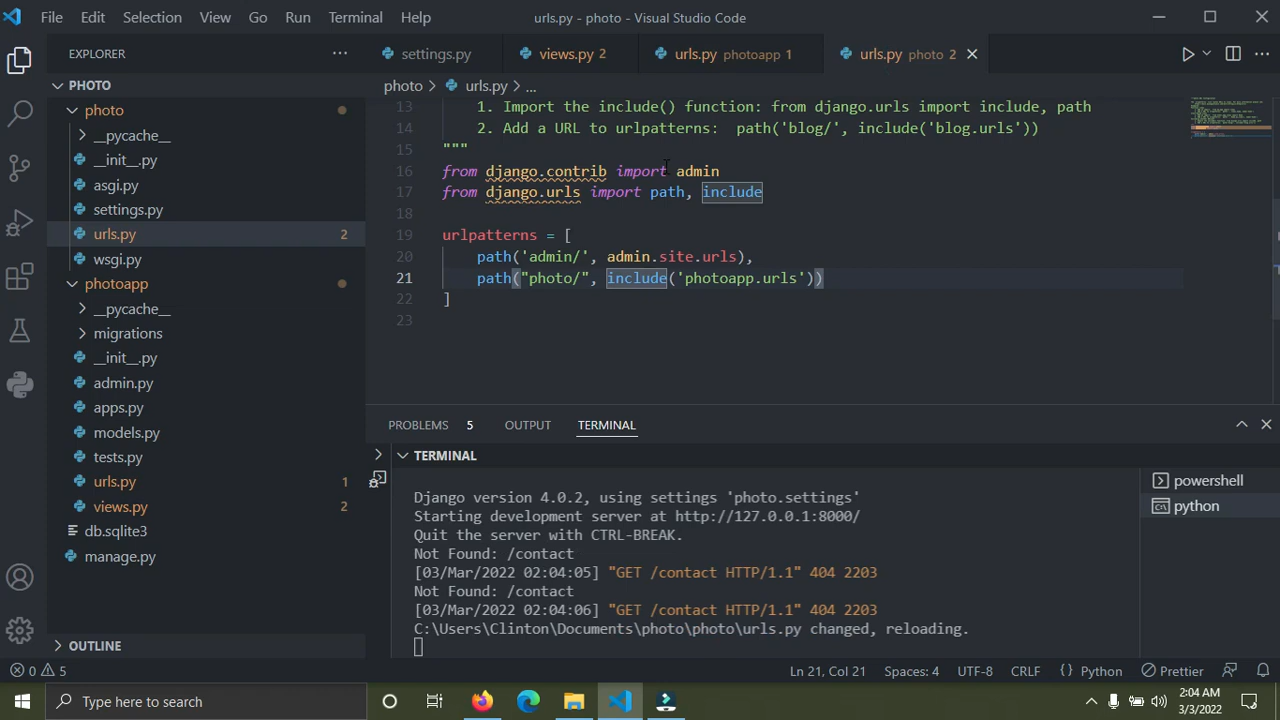 File Edit Selection View Go Run Terminal Help urls.py - photo - Visual Studio Code
EXPLORER
settings.py
views.py 2
urls.py photoapp 1
urls.py photo 2
PHOTO
photo
__pycache__
__init__.py
asgi.py
settings.py
urls.py 2
wsgi.py
photoapp
__pycache__
migrations
__init__.py
admin.py
apps.py
models.py
tests.py
urls.py 1
views.py 2
db.sqlite3
manage.py
OUTLINE
photo > urls.py > ...
13 1. Import the include() function: from django.urls import include, path
14 2. Add a URL to urlpatterns: path('blog/', include('blog.urls'))
15 """
16 from django.contrib import admin
17 from django.urls import path, include
18
19 urlpatterns = [
20 path('admin/', admin.site.urls),
21 path("photo/", include('photoapp.urls'))
22 ]
23
PROBLEMS 5 OUTPUT TERMINAL
TERMINAL
Django version 4.0.2, using settings 'photo.settings'
Starting development server at http://127.0.0.1:8000/
Quit the server with CTRL-BREAK.
Not Found: /contact
[03/Mar/2022 02:04:05] "GET /contact HTTP/1.1" 404 2203
Not Found: /contact
[03/Mar/2022 02:04:06] "GET /contact HTTP/1.1" 404 2203
C:\Users\Clinton\Documents\photo\photo\urls.py changed, reloading.
powershell
python
0 5 Ln 21, Col 21 Spaces: 4 UTF-8 CRLF {} Python Prettier
Type here to search
2:04 AM
3/3/2022